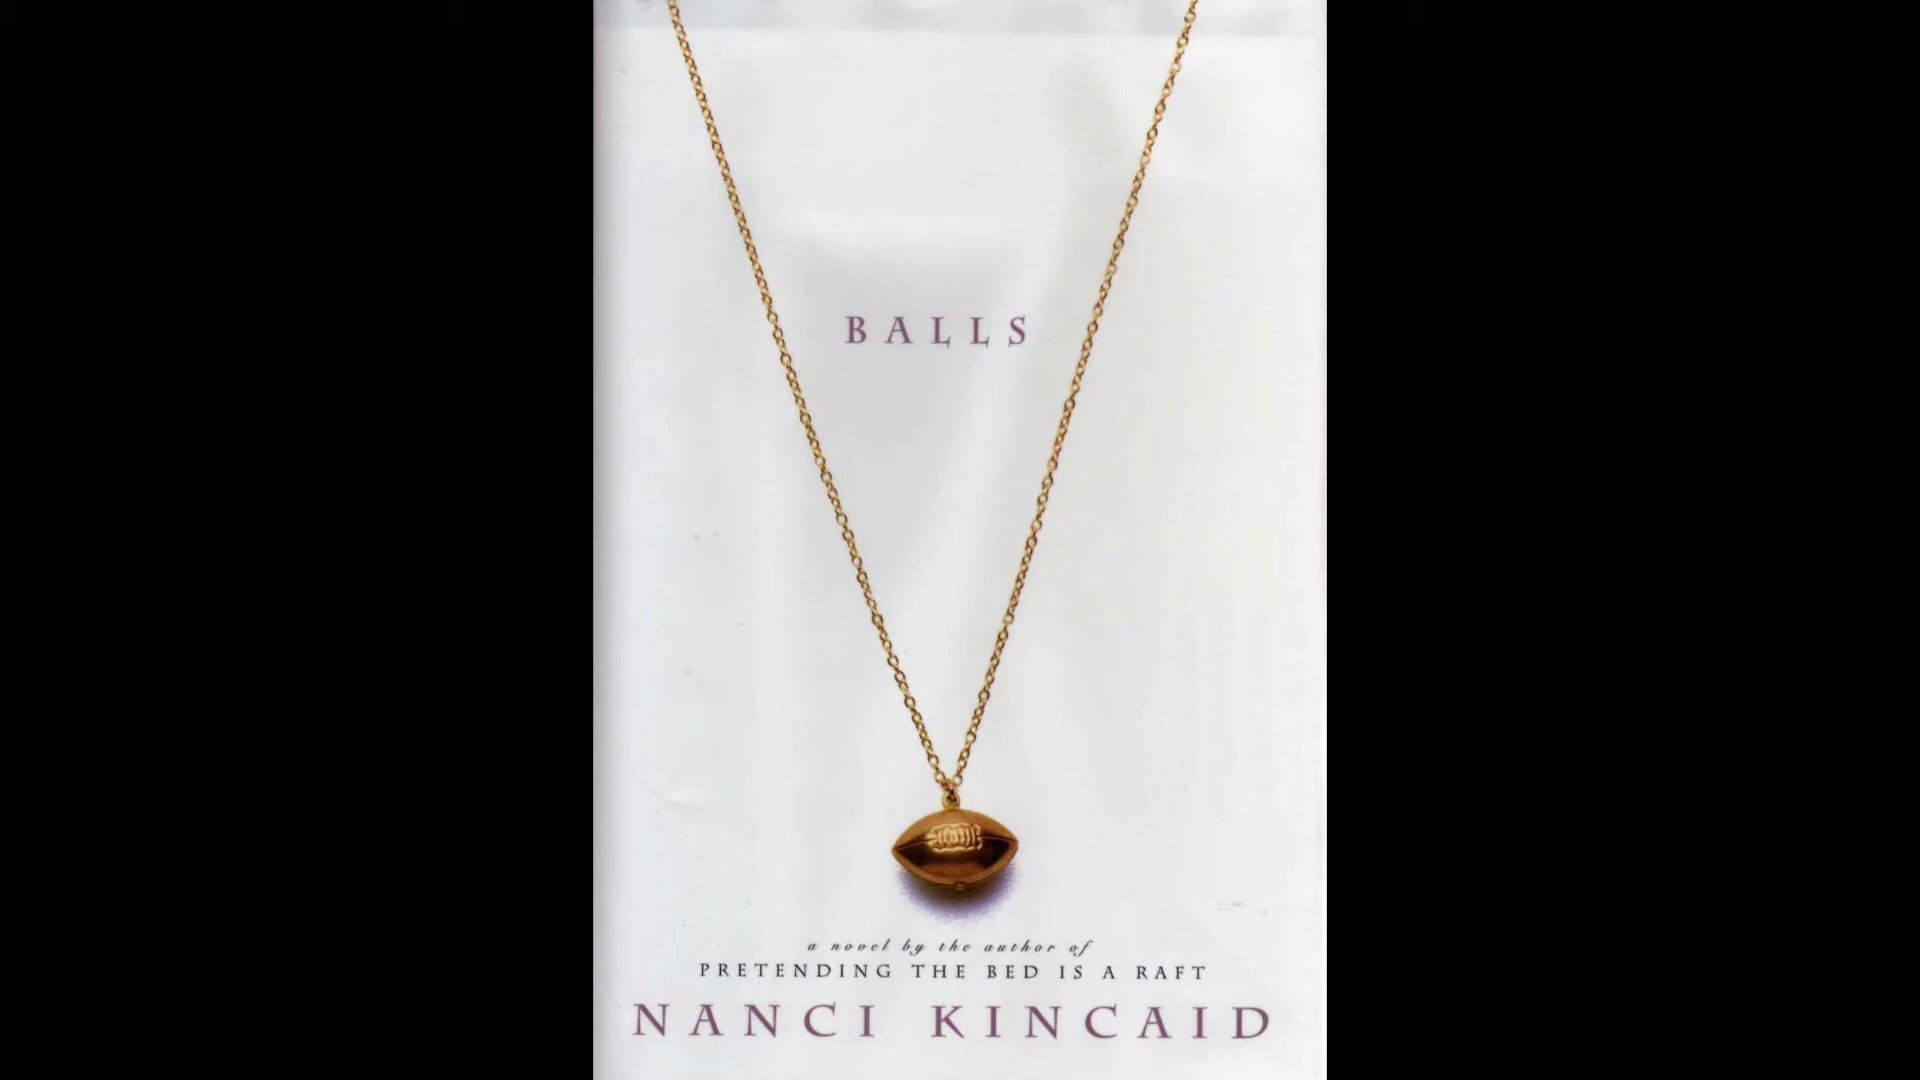 BALLS
a novel by the author of
PRETENDING THE BED IS A RAFT
NANCI KINCAID